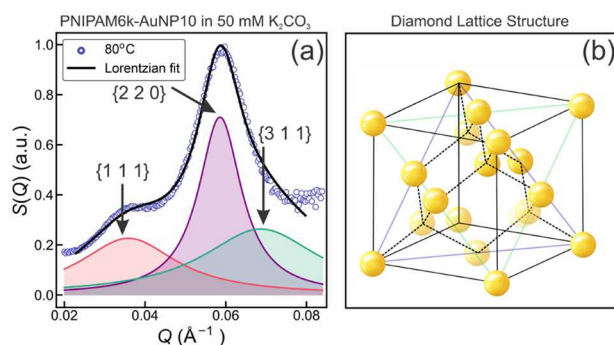 PNIPAM6k-AuNP10 in 50 mM K₂CO₃
Diamond Lattice Structure
80°C
Lorentzian fit
(a)
(b)
{2 2 0}
{3 1 1}
{1 1 1}
S(Q) (a.u.)
1.0
0.8
0.6
0.4
0.2
0.0
0.02 0.04 0.06 0.08
Q (Å⁻¹)